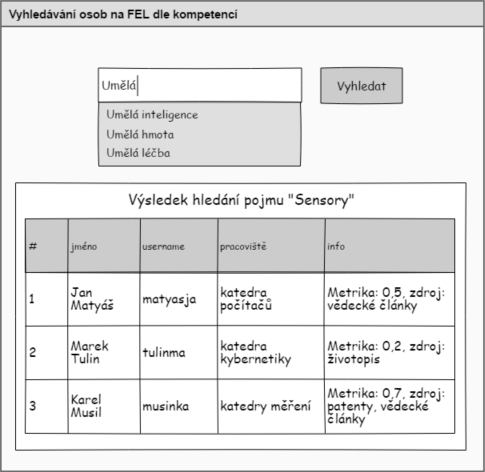 Vyhledávání osob na FEL dle kompetencí
Umělá
Vyhledat
Umělá inteligence
Umělá hmota
Umělá léčba
Výsledek hledání pojmu "Sensory"
# jméno username pracoviště info
1 Jan Matyáš matyasja katedra počítačů Metrika: 0,5, zdroj: vědecké články
2 Marek Tulin tulinma katedra kybernetiky Metrika: 0,2, zdroj: životopis
3 Karel Musil musinka katedry měření Metrika: 0,7, zdroj: patenty, vědecké články